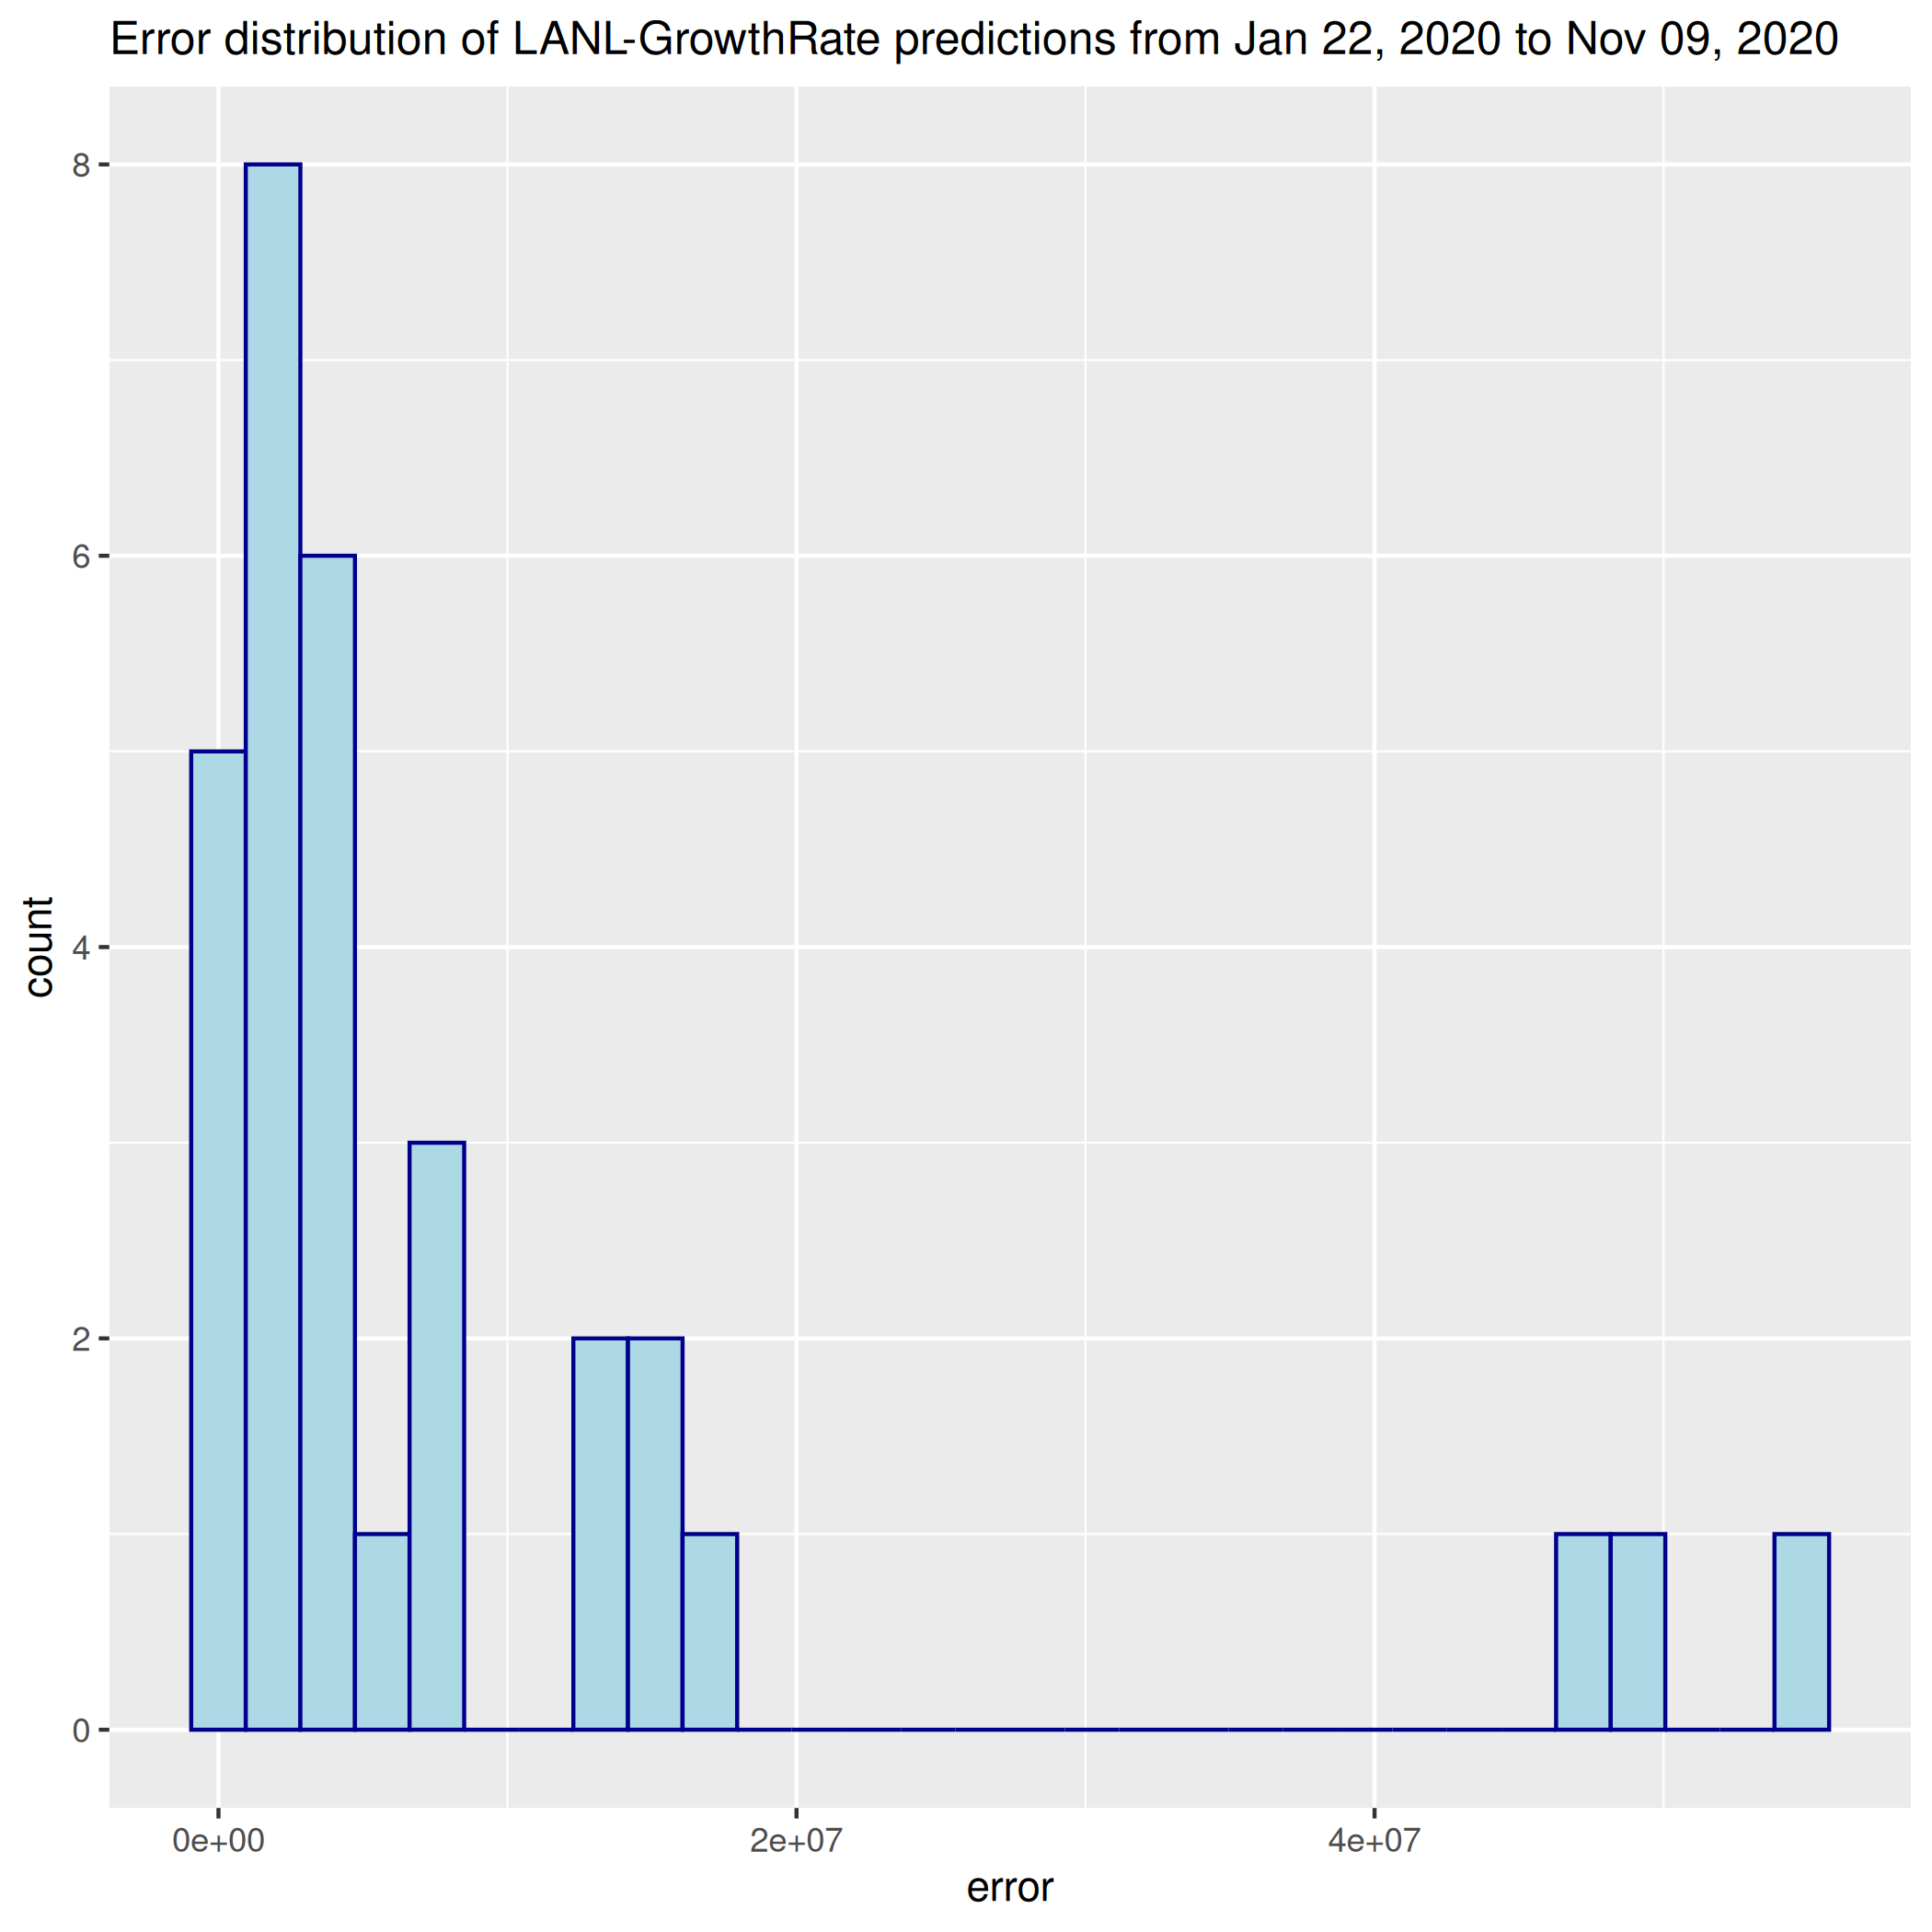 Error distribution of LANL-GrowthRate predictions from Jan 22, 2020 to Nov 09, 2020
8
6
4
2
0
count
0e+00 2e+07 4e+07
error